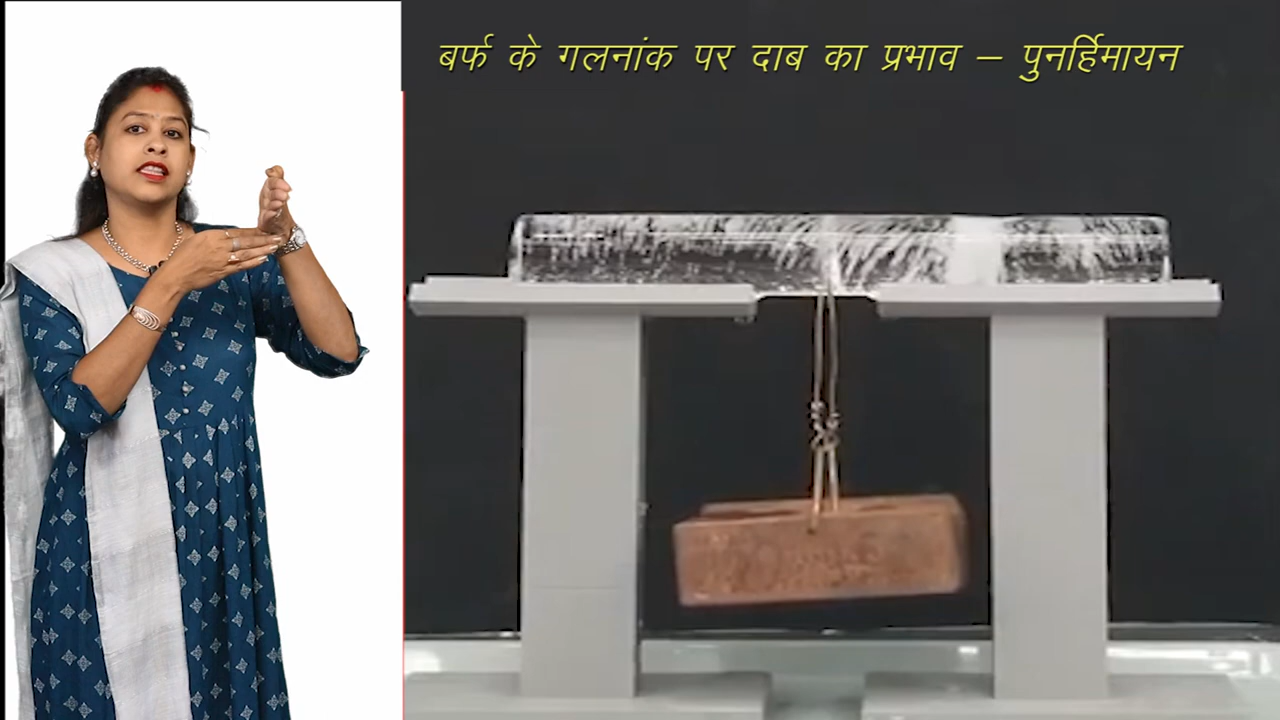 बर्फ के गलनांक पर दाब का प्रभाव – पुनर्हिमायन